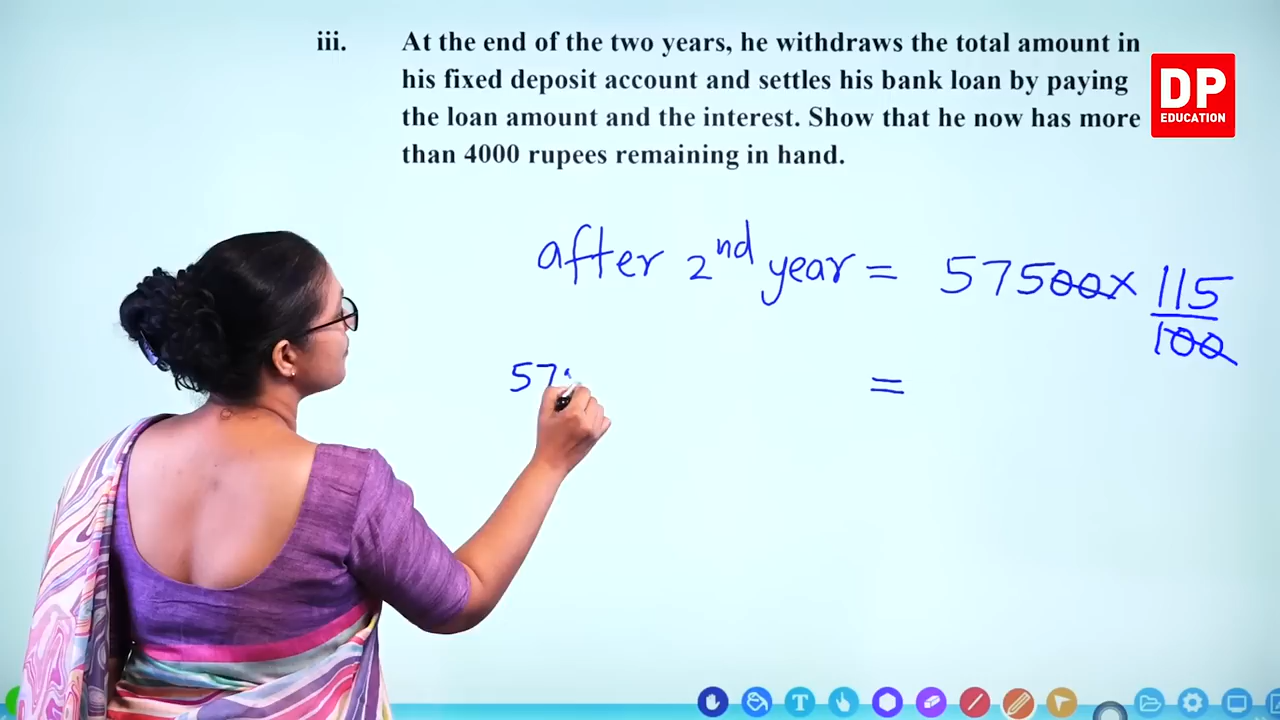 iii. At the end of the two years, he withdraws the total amount in
his fixed deposit account and settles his bank loan by paying
the loan amount and the interest. Show that he now has more
than 4000 rupees remaining in hand.
DP
EDUCATION
after 2nd year = 57500 x 115
100
57
=